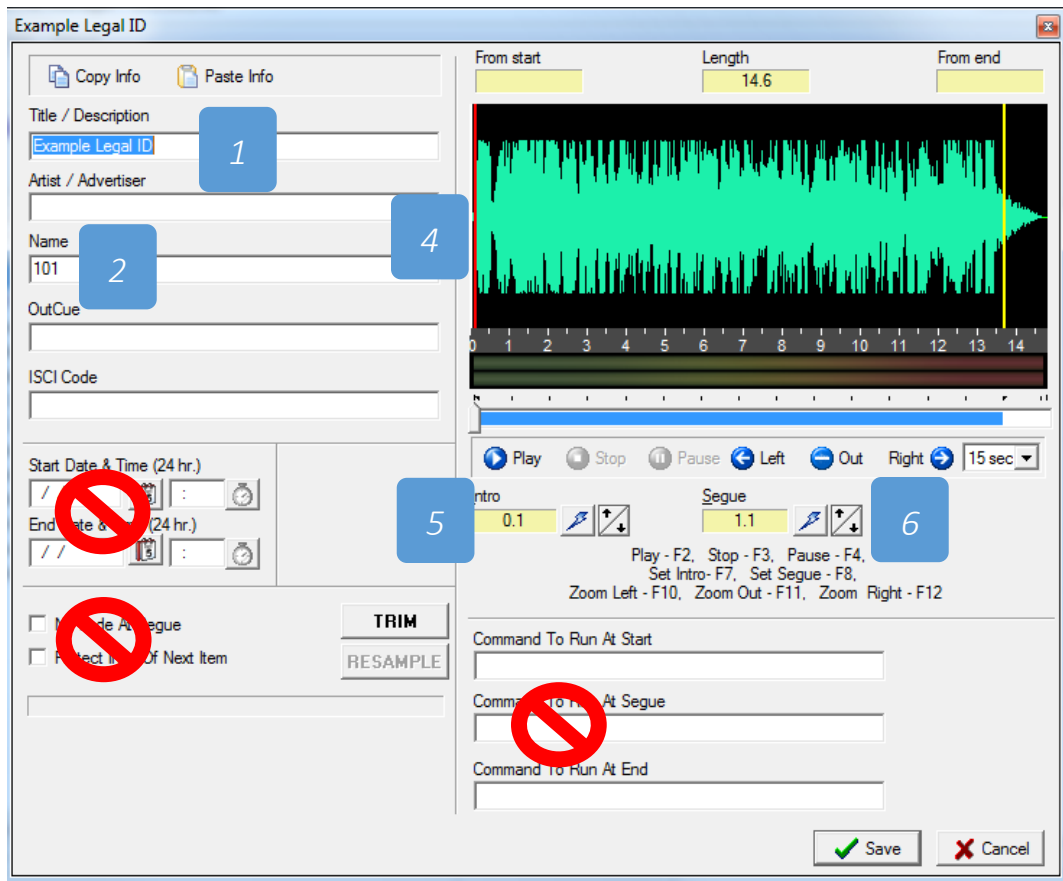 Example Legal ID
Copy Info Paste Info
Title / Description
Example Legal ID
1
Artist / Advertiser
Name
101
2
OutCue
ISCI Code
Start Date & Time (24 hr.)
/
:
End (24 hr.)
/ /
:
At Segue
Of Next Item
TRIM
RESAMPLE
From start Length From end
14.6
4
0 1 2 3 4 5 6 7 8 9 10 11 12 13 14
Play Stop Pause Left Out Right 15 sec
5
ntro Segue
0.1 1.1
6
Play - F2, Stop - F3, Pause - F4,
Set Intro- F7, Set Segue - F8,
Zoom Left - F10, Zoom Out - F11, Zoom Right - F12
Command To Run At Start
Command To Run At Segue
Command To Run At End
Save Cancel